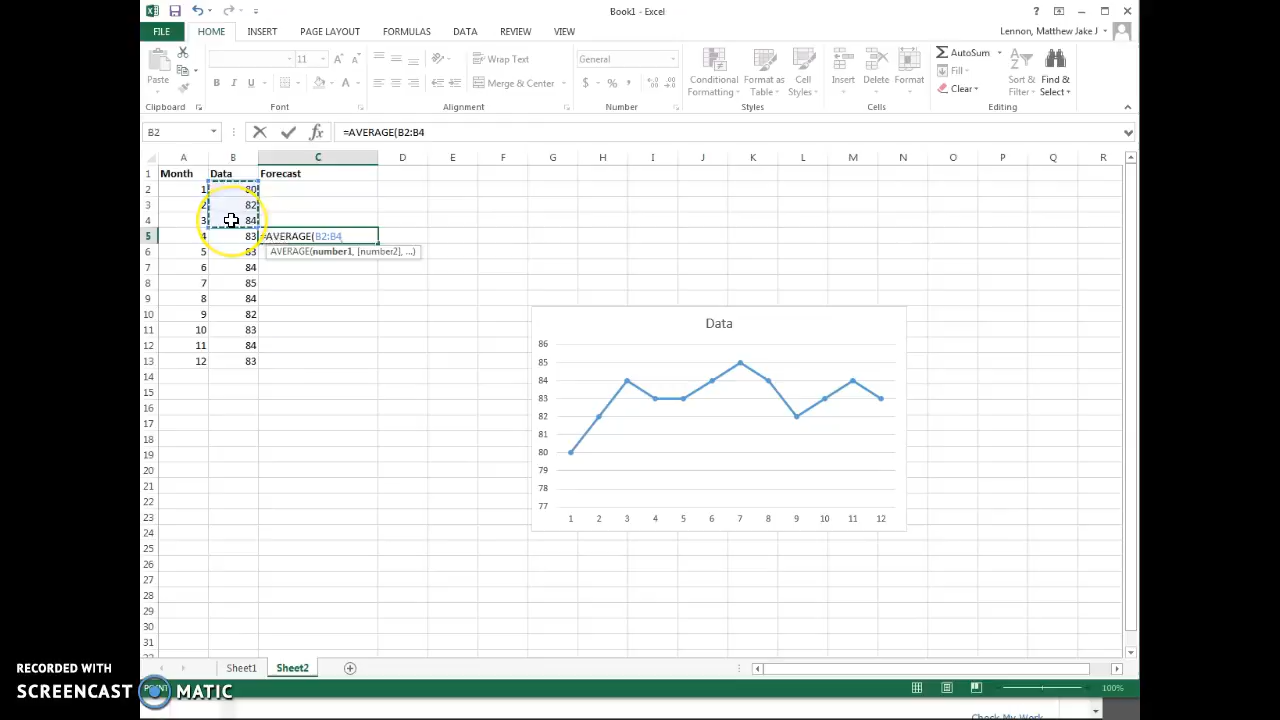 Book1 - Excel
FILE HOME INSERT PAGE LAYOUT FORMULAS DATA REVIEW VIEW Lennon, Matthew Jake J
Paste 11 Wrap Text General Conditional Formatting Format as Table Cell Styles Insert Delete Format AutoSum Fill Clear Sort & Filter Find & Select
B I U A Merge & Center $ % ,
Clipboard Font Alignment Number Styles Cells Editing
B2 fx =AVERAGE(B2:B4
A B C D E F G H I J K L M N O P Q R
1 Month Data Forecast
2 1 80
3 2 82
4 3 84
5 4 83 =AVERAGE(B2:B4
6 5 83 AVERAGE(number1, [number2], ...)
7 6 84
8 7 85
9 8 84
10 9 82
11 10 83
12 11 84
13 12 83
14
15
16
17
18
19
20
21
22
23
24
25
26
27
28
29
30
31
Data
86
85
84
83
82
81
80
79
78
77
1 2 3 4 5 6 7 8 9 10 11 12
Sheet1 Sheet2
100%
RECORDED WITH
SCREENCAST MATIC
Check My Work